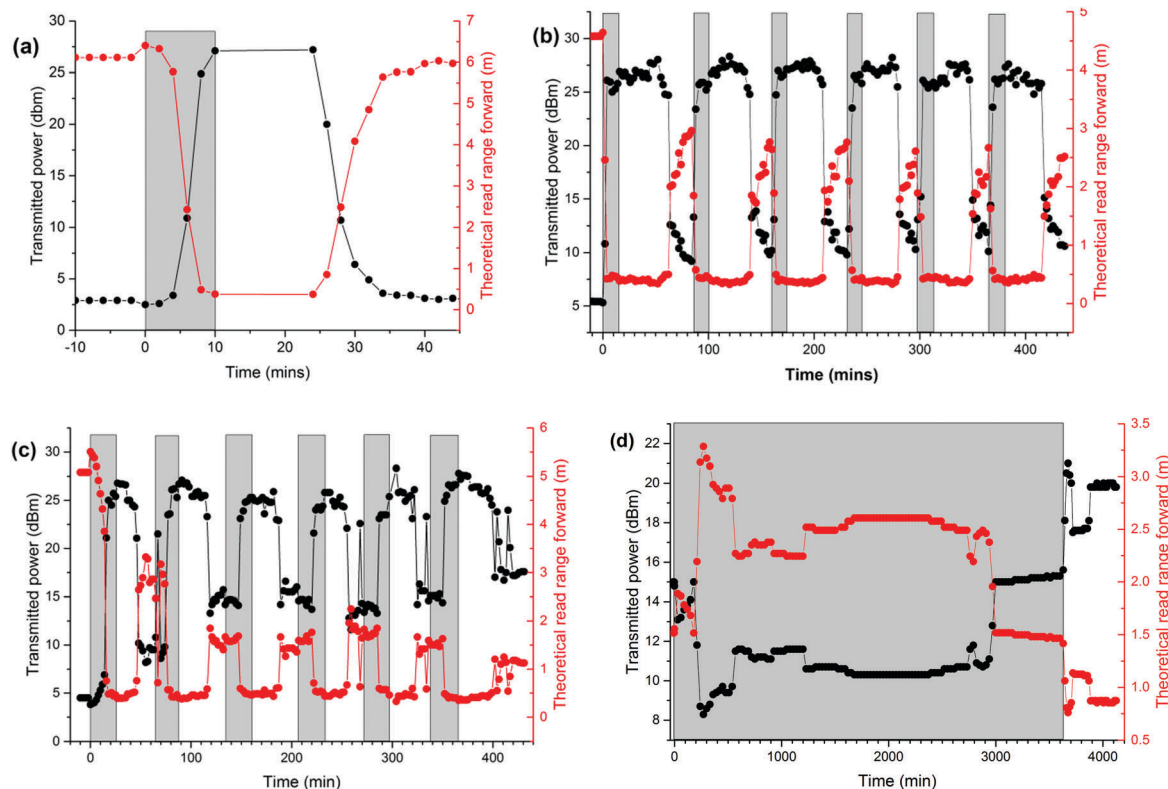 (a)
30
25
20
15
10
5
0
Transmitted power (dbm)
-10 0 10 20 30 40
Time (mins)
6
5
4
3
2
1
0
Theoretical read range forward (m)
(b)
30
25
20
15
10
5
Transmitted power (dBm)
0 100 200 300 400
Time (mins)
5
4
3
2
1
0
Theoretical read range forward (m)
(c)
30
25
20
15
10
5
0
Transmitted power (dBm)
0 100 200 300 400
Time (min)
6
5
4
3
2
1
0
Theoretical read range forward (m)
(d)
22
20
18
16
14
12
10
8
Transmitted power (dBm)
0 1000 2000 3000 4000
Time (min)
3.5
3.0
2.5
2.0
1.5
1.0
0.5
Theoretical read range forward (m)